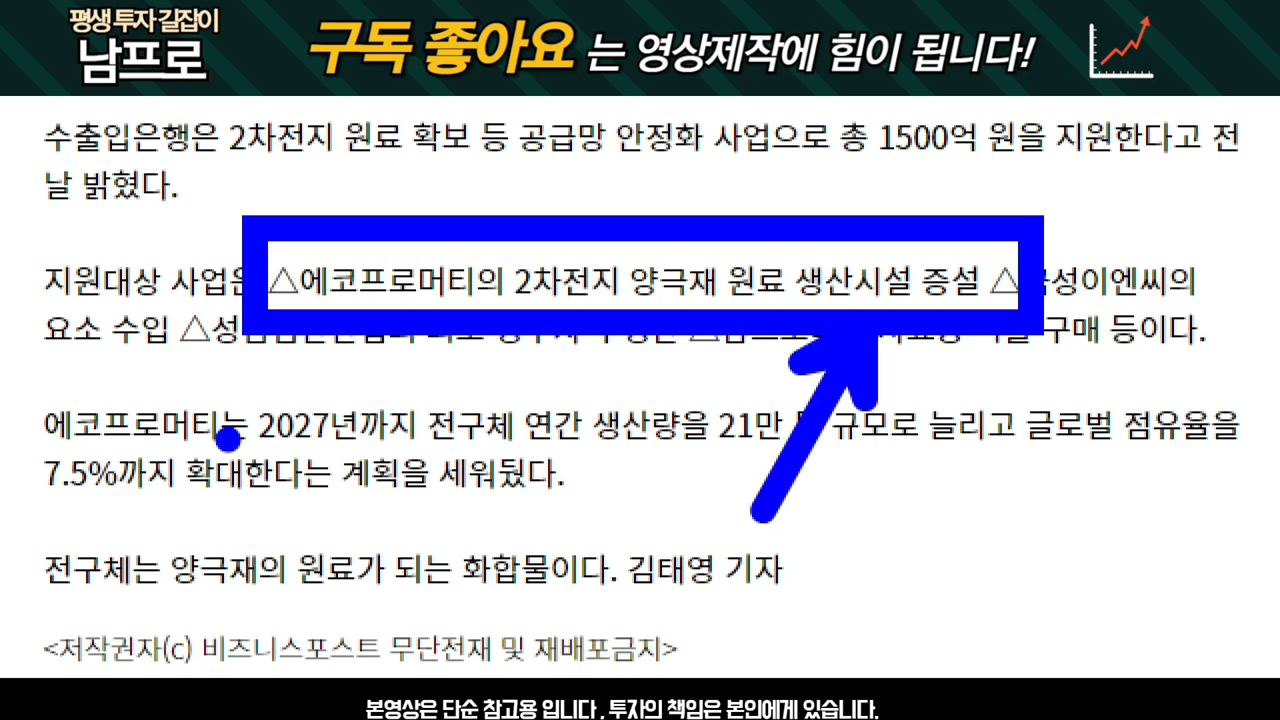 평생 투자 길잡이
남프로
구독 좋아요 는 영상제작에 힘이 됩니다!
수출입은행은 2차전지 원료 확보 등 공급망 안정화 사업으로 총 1500억 원을 지원한다고 전
날 밝혔다.
지원대상 사업은 △에코프로머티의 2차전지 양극재 원료 생산시설 증설 △
요소 수입 구매 등이다.
에코프로머티는 2027년까지 전구체 연간 생산량을 21만 규모로 늘리고 글로벌 점유율을
7.5%까지 확대한다는 계획을 세워뒀다.
전구체는 양극재의 원료가 되는 화합물이다. 김태영 기자
<저작권자(c) 비즈니스포스트 무단전재 및 재배포금지>
본영상은 단순 참고용 입니다 , 투자의 책임은 본인에게 있습니다.